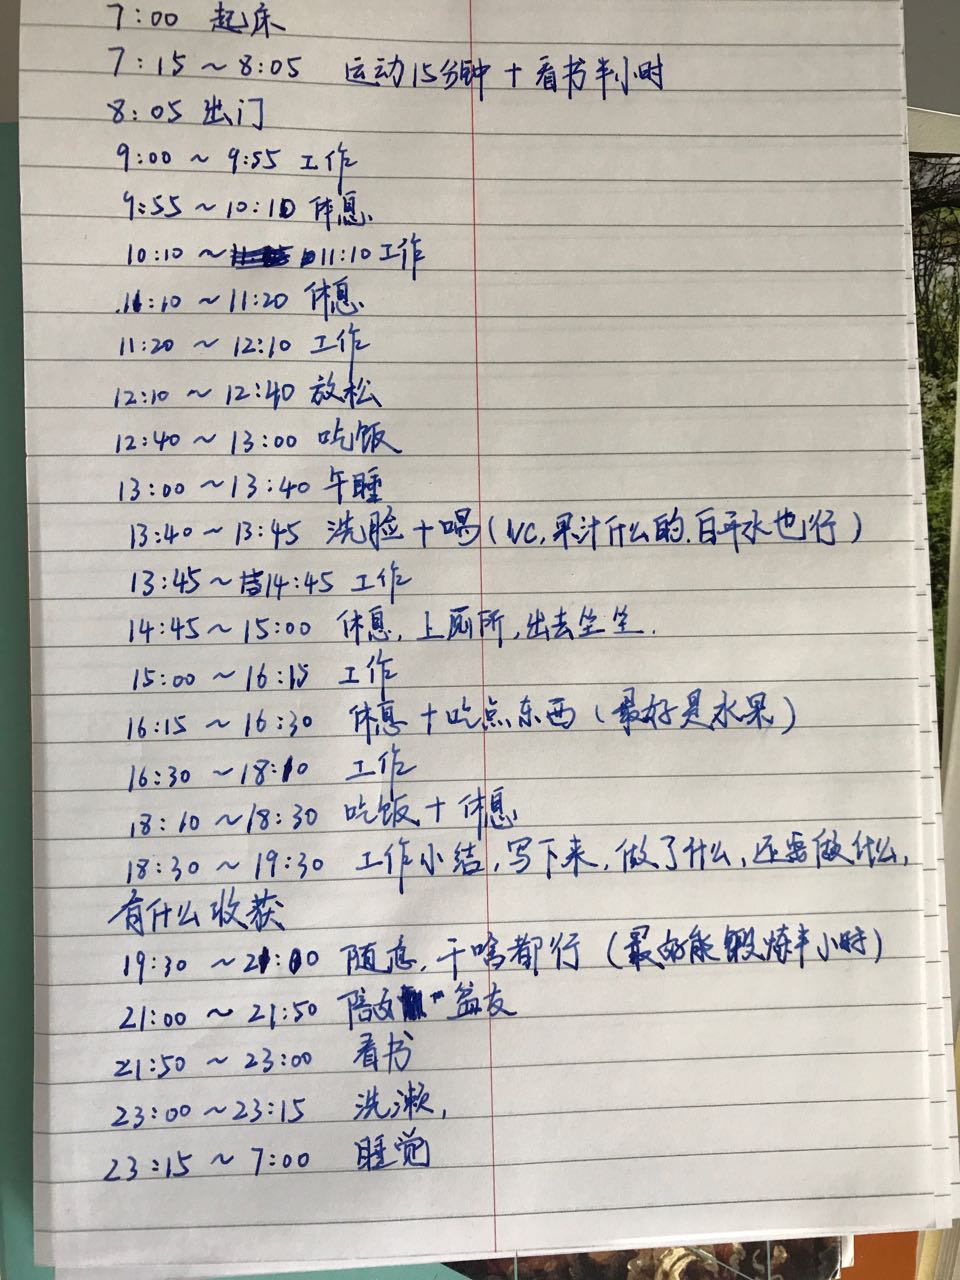 7:00 起床
7:15～8:05 运动15分钟+看书半小时
8:05 出门
9:00～9:55 工作
9:55～10:10 休息
10:10～11:10 工作
11:10～11:20 休息
11:20～12:10 工作
12:10～12:40 放松
12:40～13:00 吃饭
13:00～13:40 午睡
13:40～13:45 洗脸+喝(VC,果汁什么的,白开水也行)
13:45～14:45 工作
14:45～15:00 休息,上厕所,出去坐坐.
15:00～16:15 工作
16:15～16:30 休息+吃点东西(最好是水果)
16:30～18:10 工作
18:10～18:30 吃饭+休息
18:30～19:30 工作小结,写下来,做了什么,还需做什么,
有什么收获
19:30～21:00 随意,干啥都行(最好能锻炼半小时)
21:00～21:50 陪 益友
21:50～23:00 看书
23:00～23:15 洗漱,
23:15～7:00 睡觉